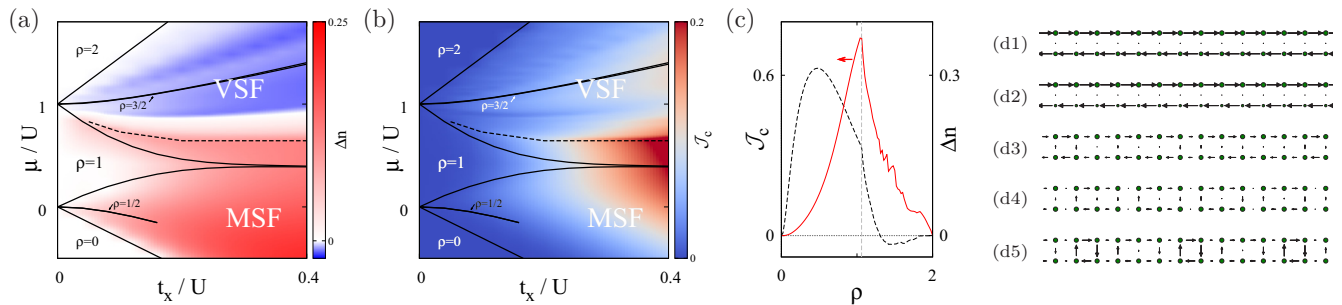 (a)
μ / U
1
0
ρ=2
VSF
ρ=3/2
ρ=1
ρ=1/2
MSF
ρ=0
0
0.4
t_x / U
0.25
0
Δn
(b)
μ / U
1
0
ρ=2
VSF
ρ=3/2
ρ=1
ρ=1/2
MSF
ρ=0
0
0.4
t_x / U
0.2
0
𝒥_c
(c)
𝒥_c
0.6
0
0.3
0
Δn
0
1
2
ρ
(d1)
(d2)
(d3)
(d4)
(d5)